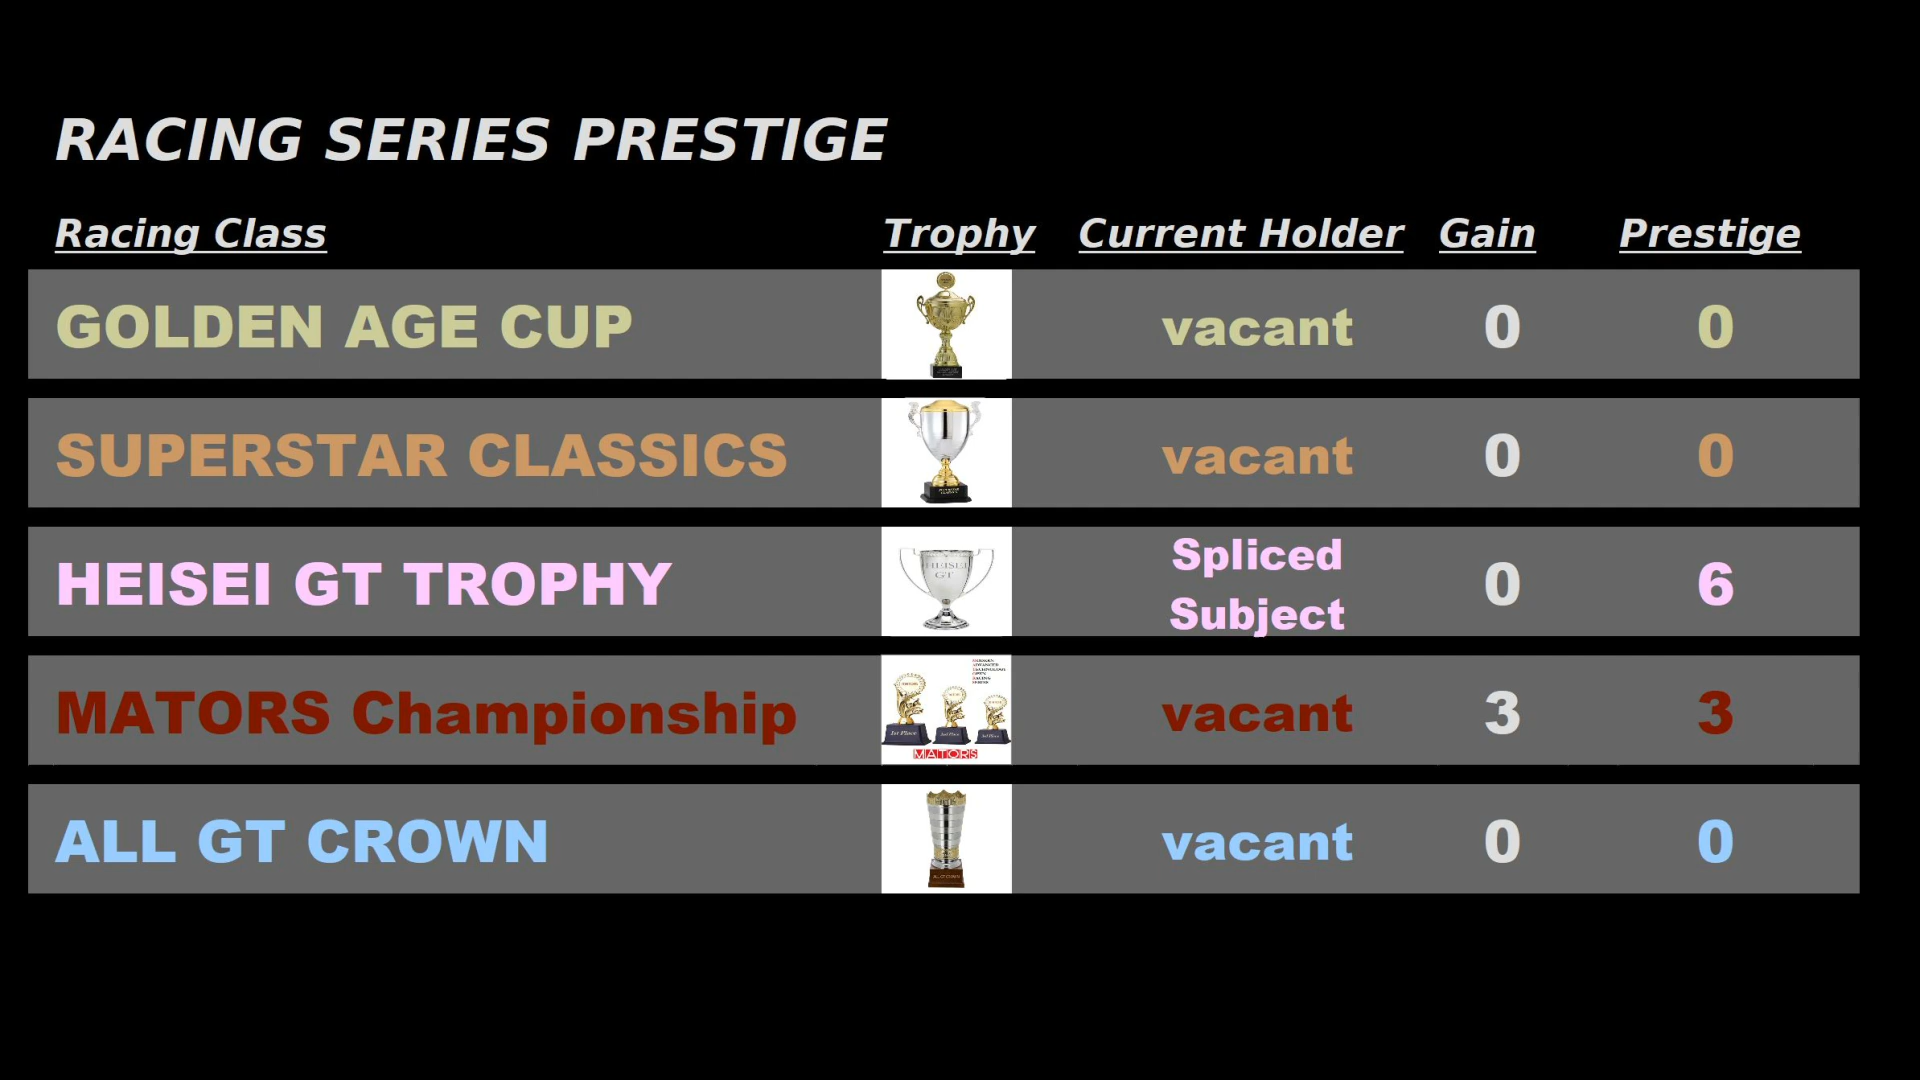 RACING SERIES PRESTIGE
Racing Class Trophy Current Holder Gain Prestige
GOLDEN AGE CUP vacant 0 0
SUPERSTAR CLASSICS vacant 0 0
HEISEI GT TROPHY HEISEI GT Spliced Subject 0 6
MATORS Championship 1st Place MATORS vacant 3 3
ALL GT CROWN vacant 0 0